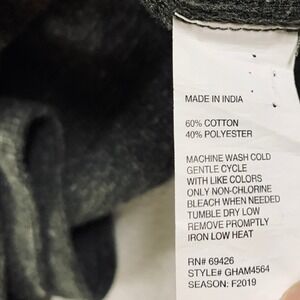 MADE IN INDIA
60% COTTON
40% POLYESTER
MACHINE WASH COLD
GENTLE CYCLE
WITH LIKE COLORS
ONLY NON-CHLORINE
BLEACH WHEN NEEDED
TUMBLE DRY LOW
REMOVE PROMPTLY
IRON LOW HEAT
RN# 69426
STYLE# GHAM4564
SEASON: F2019